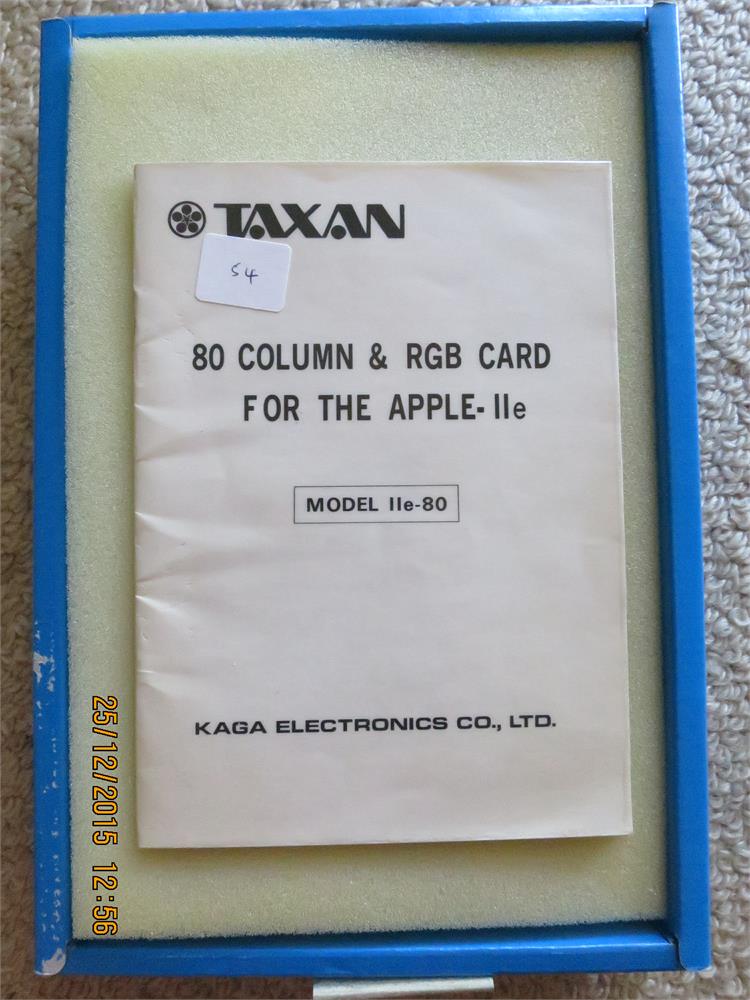 TAXAN
54
80 COLUMN & RGB CARD
FOR THE APPLE-IIe
MODEL IIe-80
KAGA ELECTRONICS CO., LTD.
25/12/2015 12:56